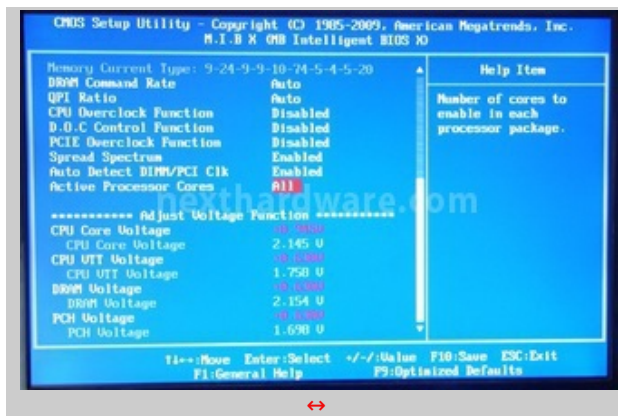 CMOS Setup Utility - Copyright (C) 1985-2009, American Megatrends, Inc.
M.I.B X (MB Intelligent BIOS X)
Memory Current Type: 9-24-9-9-10-74-5-4-5-20
Help Item
DRAM Command Rate Auto
QPI Ratio Auto
CPU Overclock Function Disabled
D.O.C Control Function Disabled
PCIE Overclock Function Disabled
Spread Spectrum Enabled
Auto Detect DIMM/PCI Clk Enabled
Active Processor Cores All
Number of cores to
enable in each
processor package.
nexthardware.com
=========== Adjust Voltage Function ===========
CPU Core Voltage
CPU Core Voltage 2.145 V
CPU VTT Voltage
CPU VTT Voltage 1.758 V
DRAM Voltage
DRAM Voltage 2.154 V
PCH Voltage
PCH Voltage 1.698 V
↑↓←→:Move Enter:Select +/-/:Value F10:Save ESC:Exit
F1:General Help F9:Optimized Defaults